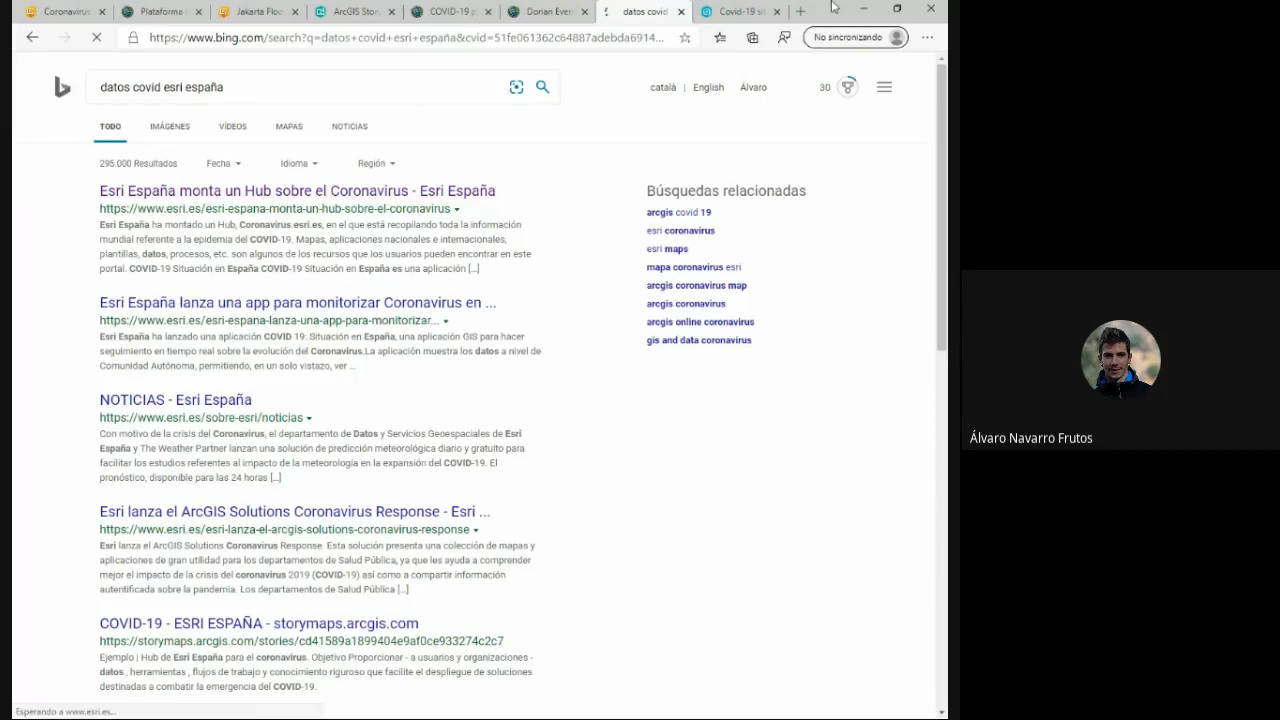 Coronavirus
Plataforma
Jakarta Floo
ArcGIS Stor
COVID-19 p
Dorian Even
datos covid
Covid-19 sit
https://www.bing.com/search?q=datos+covid+esri+españa&cvid=51fe061362c64887adebda6914...
No sincronizando
datos covid esri españa
català | English Álvaro 30
TODO IMÁGENES VÍDEOS MAPAS NOTICIAS
295.000 Resultados Fecha Idioma Región
Esri España monta un Hub sobre el Coronavirus - Esri España
https://www.esri.es/esri-espana-monta-un-hub-sobre-el-coronavirus
Esri España ha montado un Hub, Coronavirus.esri.es, en el que está recopilando toda la información
mundial referente a la epidemia del COVID-19. Mapas, aplicaciones nacionales e internacionales,
plantillas, datos, procesos, etc. son algunos de los recursos que los usuarios pueden encontrar en este
portal. COVID-19 Situación en España COVID-19 Situación en España es una aplicación [...]
Esri España lanza una app para monitorizar Coronavirus en ...
https://www.esri.es/esri-espana-lanza-una-app-para-monitorizar...
Esri España ha lanzado una aplicación COVID 19: Situación en España, una aplicación GIS para hacer
seguimiento en tiempo real sobre la evolución del Coronavirus.La aplicación muestra los datos a nivel de
Comunidad Autónoma, permitiendo, en un solo vistazo, ver ...
NOTICIAS - Esri España
https://www.esri.es/sobre-esri/noticias
Con motivo de la crisis del Coronavirus, el departamento de Datos y Servicios Geoespaciales de Esri
España y The Weather Partner lanzan una solución de predicción meteorológica diario y gratuito para
facilitar los estudios referentes al impacto de la meteorología en la expansión del COVID-19. El
pronóstico, disponible para las 24 horas [...]
Esri lanza el ArcGIS Solutions Coronavirus Response - Esri ...
https://www.esri.es/esri-lanza-el-arcgis-solutions-coronavirus-response
Esri lanza el ArcGIS Solutions Coronavirus Response. Esta solución presenta una colección de mapas y
aplicaciones de gran utilidad para los departamentos de Salud Pública, ya que les ayuda a comprender
mejor el impacto de la crisis del coronavirus 2019 (COVID-19) así como a compartir información
autentificada sobre la pandemia. Los departamentos de Salud Pública [...]
COVID-19 - ESRI ESPAÑA - storymaps.arcgis.com
https://storymaps.arcgis.com/stories/cd41589a1899404e9af0ce933274c2c7
Ejemplo | Hub de Esri España para el coronavirus. Objetivo Proporcionar - a usuarios y organizaciones -
datos , herramientas , flujos de trabajo y conocimiento riguroso que facilite el despliegue de soluciones
destinadas a combatir la emergencia del COVID-19.
Búsquedas relacionadas
arcgis covid 19
esri coronavirus
esri maps
mapa coronavirus esri
arcgis coronavirus map
arcgis coronavirus
arcgis online coronavirus
gis and data coronavirus
Esperando a www.esri.es...
Álvaro Navarro Frutos